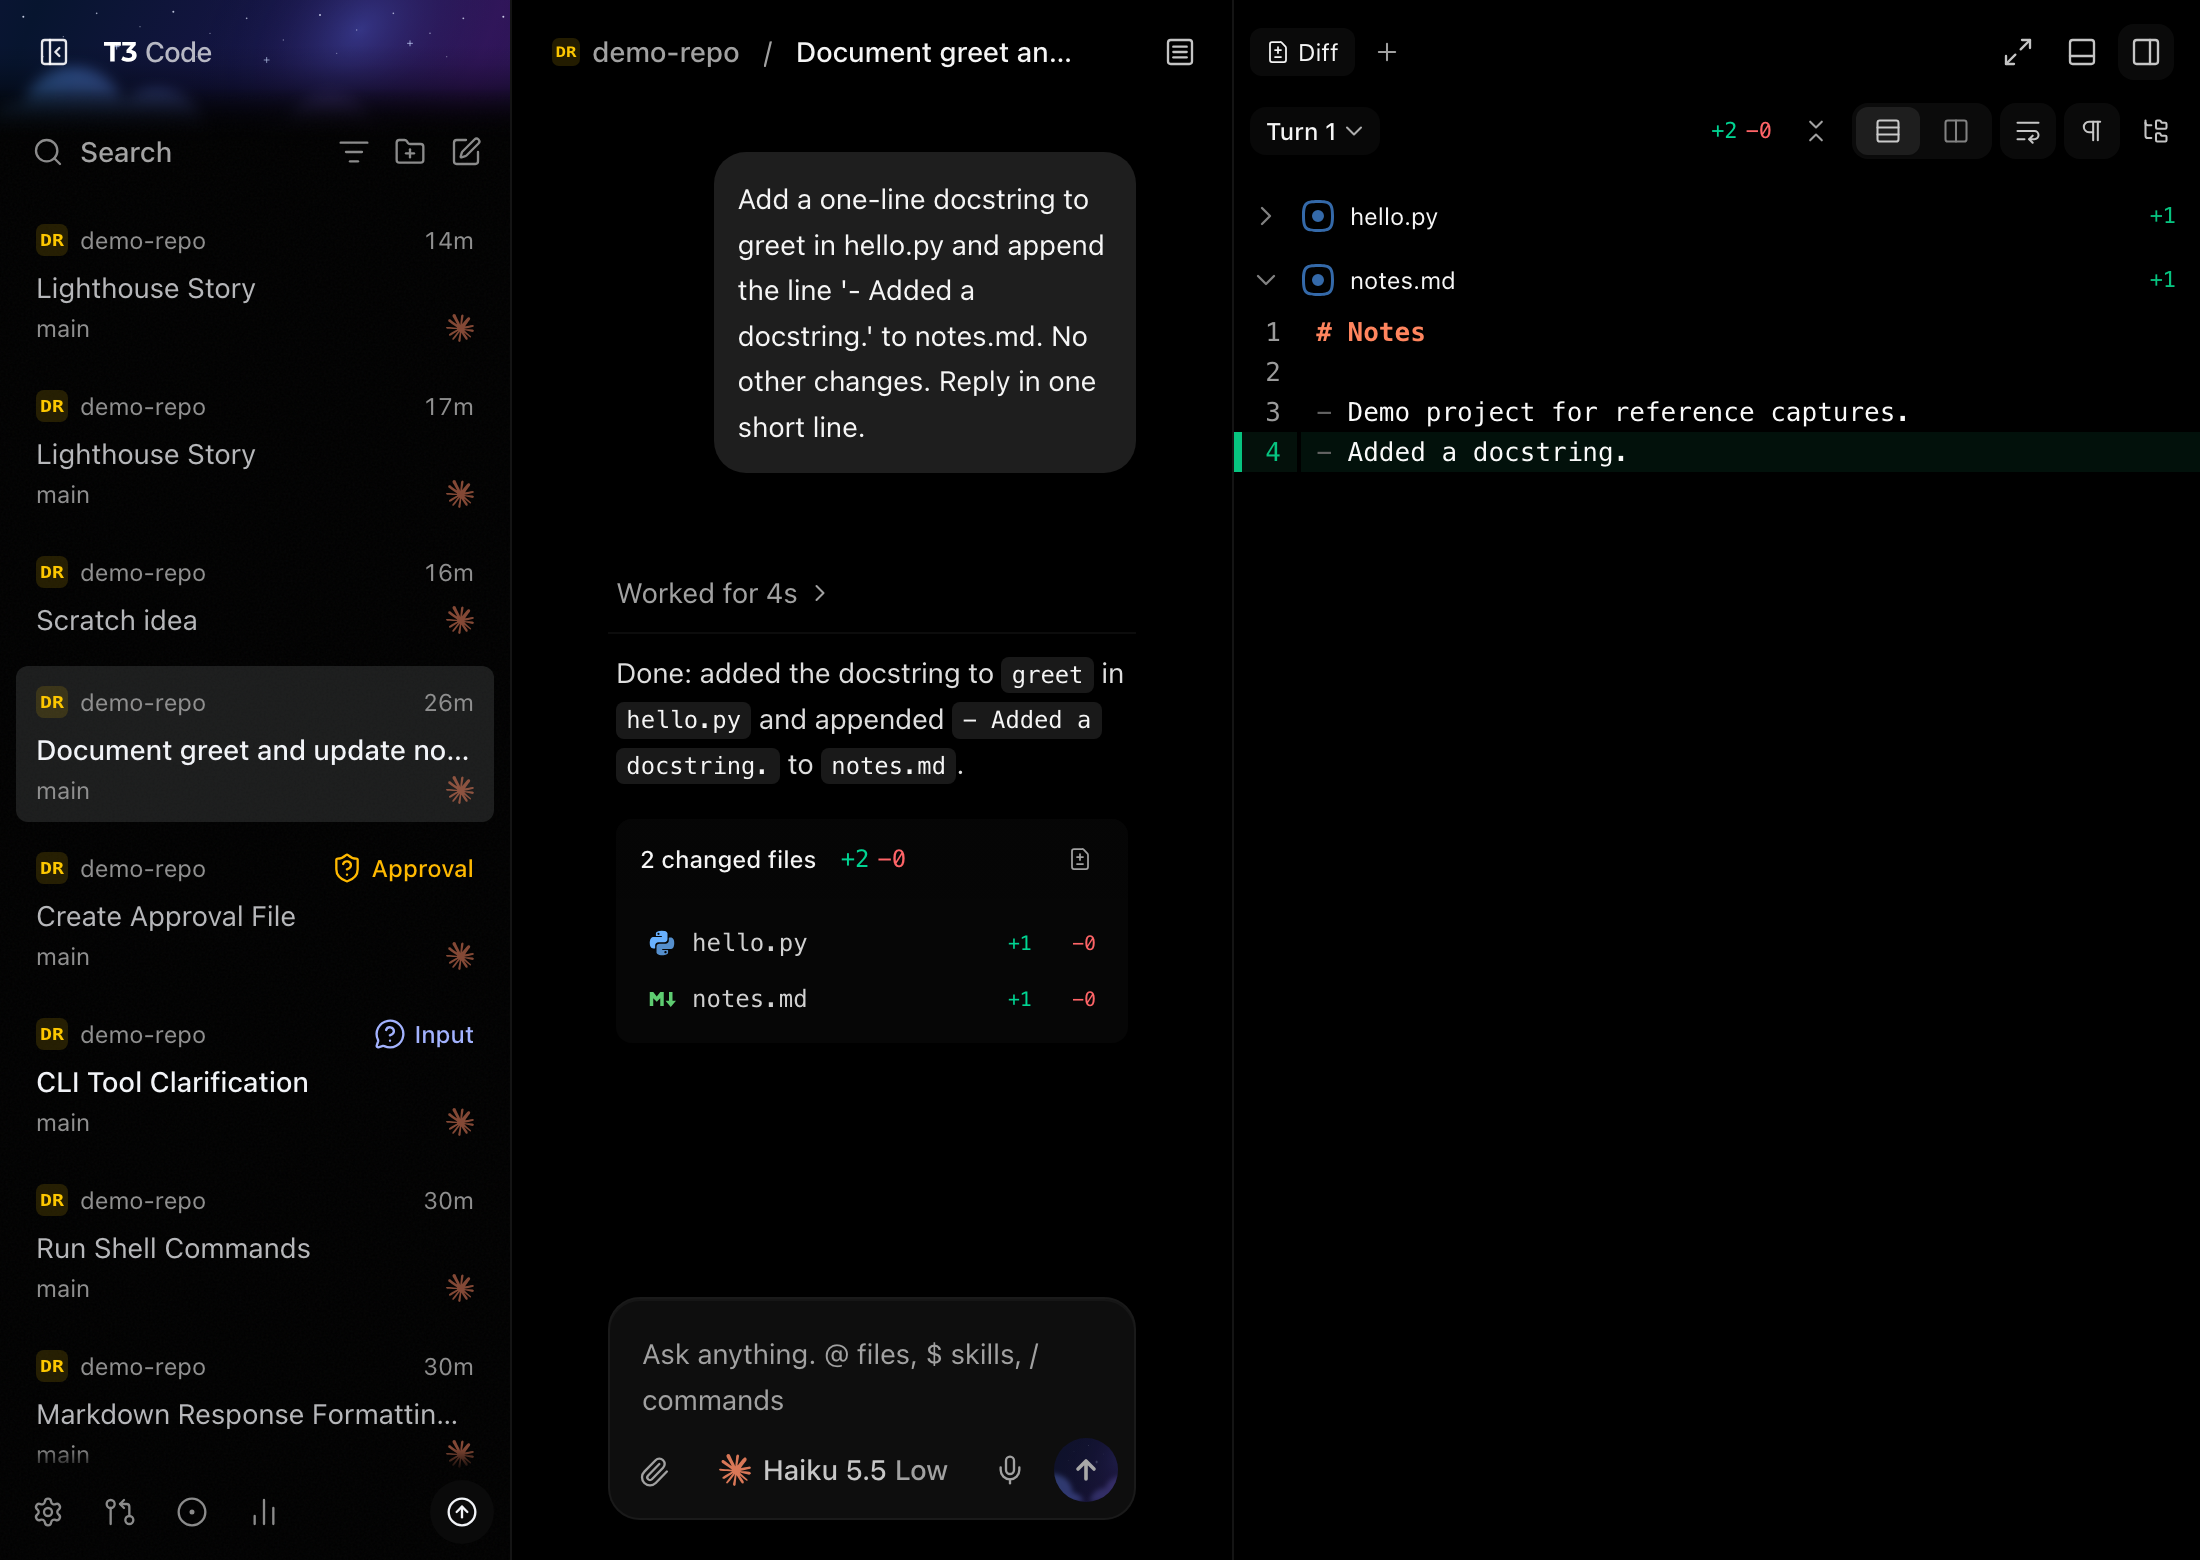 T3 Code
Search
DR demo-repo 14m
Lighthouse Story
main
DR demo-repo 17m
Lighthouse Story
main
DR demo-repo 16m
Scratch idea
DR demo-repo 26m
Document greet and update no...
main
DR demo-repo Approval
Create Approval File
main
DR demo-repo Input
CLI Tool Clarification
main
DR demo-repo 30m
Run Shell Commands
main
DR demo-repo 30m
Markdown Response Formattin...
main
DR demo-repo / Document greet an...
Add a one-line docstring to
greet in hello.py and append
the line '- Added a
docstring.' to notes.md. No
other changes. Reply in one
short line.
Worked for 4s
Done: added the docstring to greet in
hello.py and appended - Added a
docstring. to notes.md.
2 changed files +2 -0
hello.py +1 -0
M↓ notes.md +1 -0
Ask anything. @ files, $ skills, /
commands
Haiku 5.5 Low
Diff
Turn 1 +2 -0
hello.py +1
notes.md +1
1 # Notes
2
3 - Demo project for reference captures.
4 - Added a docstring.